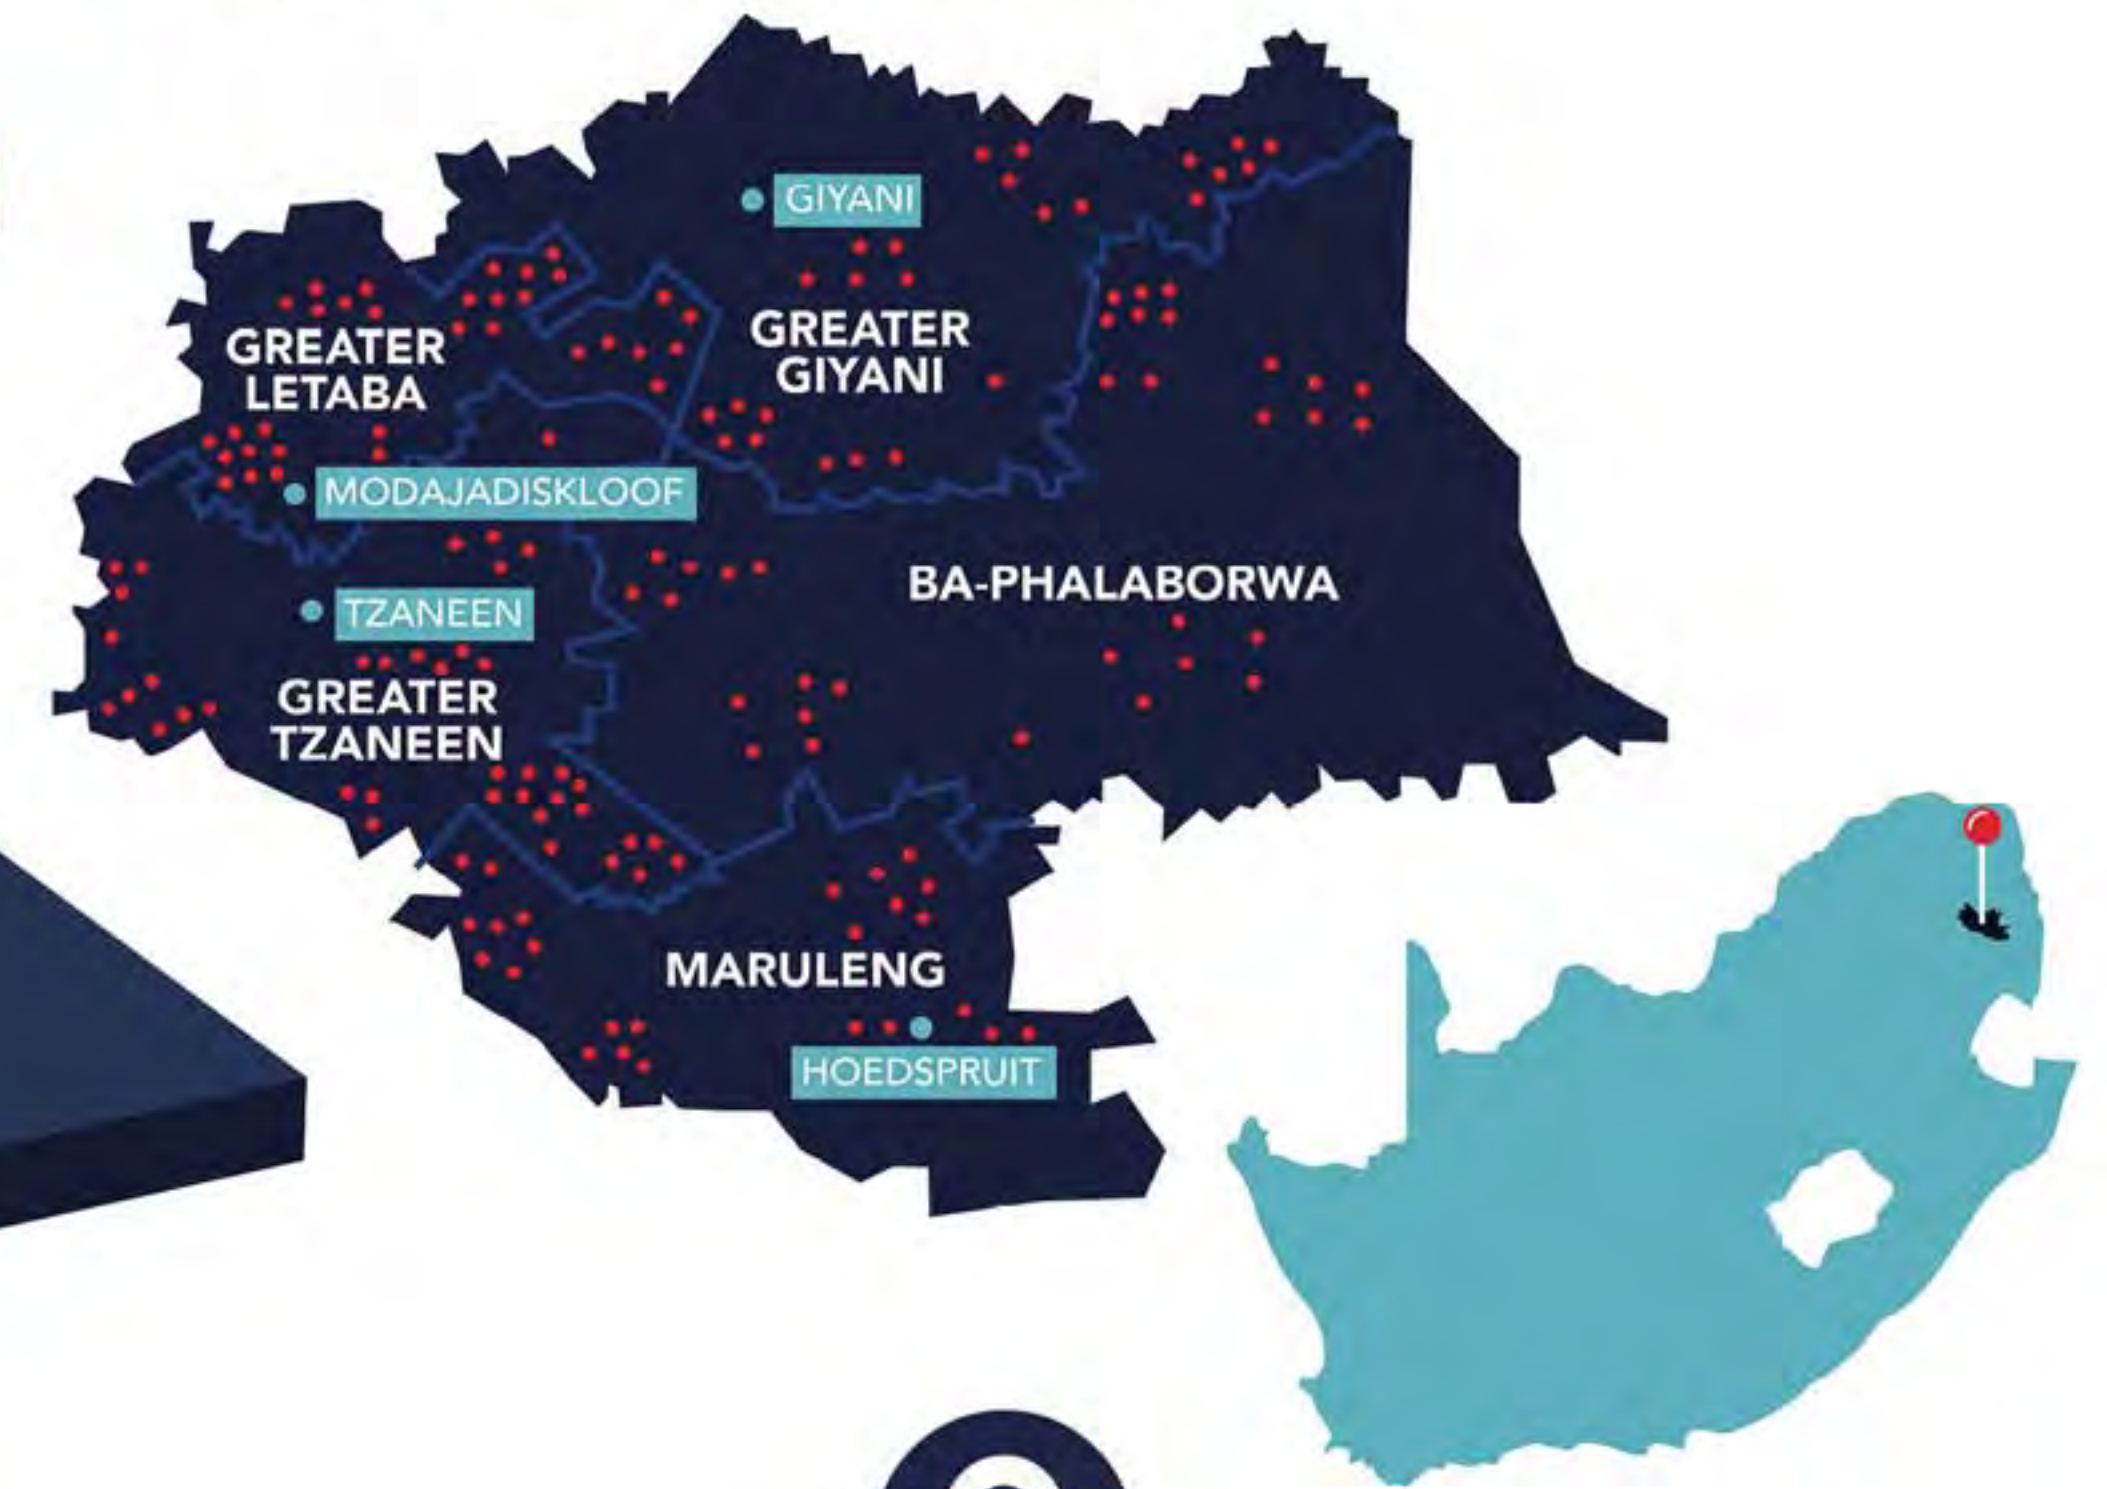 GIYANI
GREATER
GIYANI
GREATER
LETABA
MODAJADISKLOOF
BA-PHALABORWA
TZANEEN
GREATER
TZANEEN
MARULENG
HOEDSPRUIT